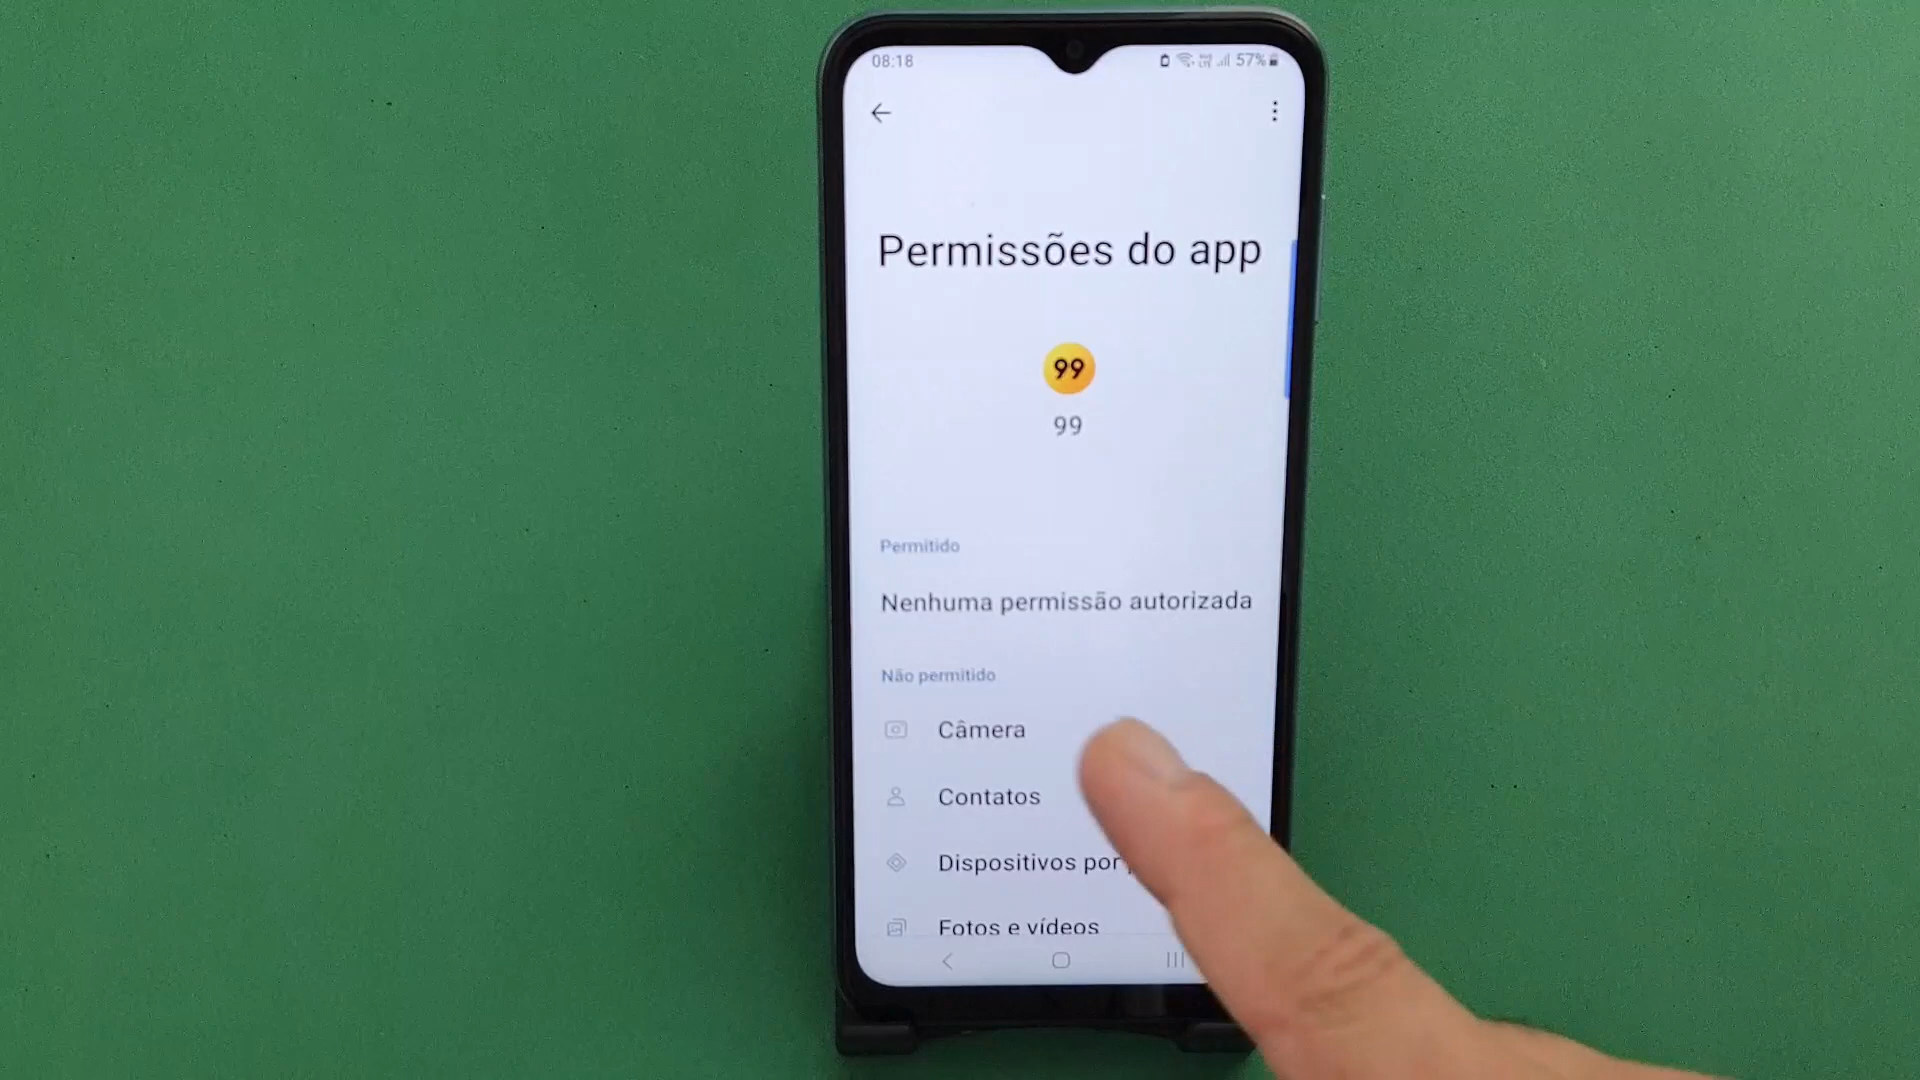 08:18
57%
Permissões do app
99
99
Permitido
Nenhuma permissão autorizada
Não permitido
Câmera
Contatos
Dispositivos por
Fotos e vídeos